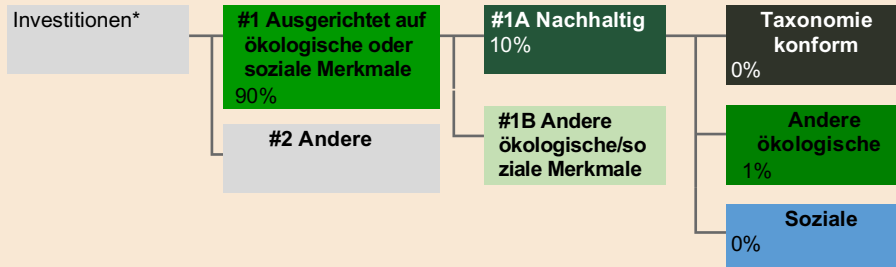 Investitionen*
#1 Ausgerichtet auf
ökologische oder
soziale Merkmale
90%
#2 Andere
#1A Nachhaltig
10%
#1B Andere
ökologische/so
ziale Merkmale
Taxonomie
konform
0%
Andere
ökologische
1%
Soziale
0%